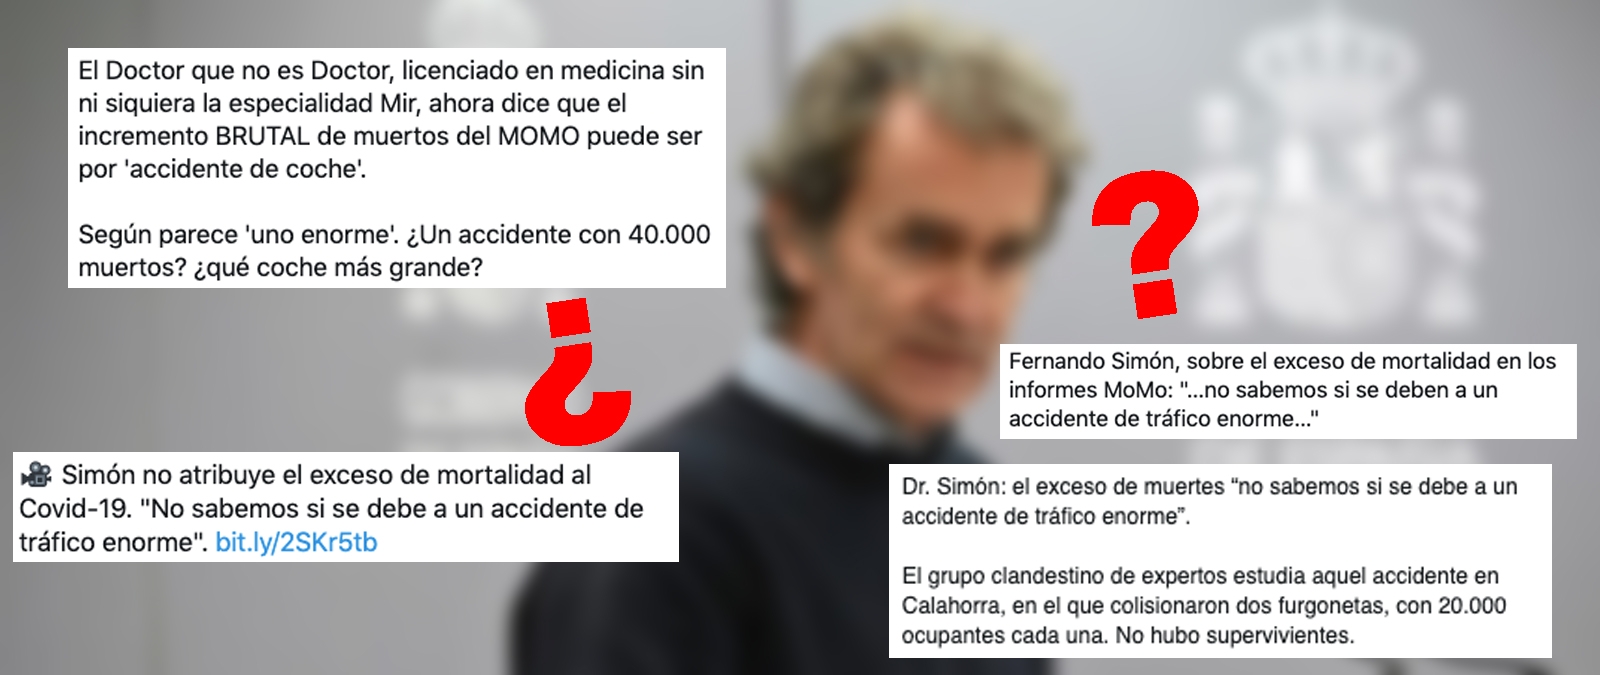 El Doctor que no es Doctor, licenciado en medicina sin
ni siquiera la especialidad Mir, ahora dice que el
incremento BRUTAL de muertos del MOMO puede ser
por 'accidente de coche'.
Según parece 'uno enorme'. ¿Un accidente con 40.000
muertos? ¿qué coche más grande?
¿
?
Simón no atribuye el exceso de mortalidad al
Covid-19. "No sabemos si se debe a un accidente de
tráfico enorme". bit.ly/2SKr5tb
Fernando Simón, sobre el exceso de mortalidad en los
informes MoMo: "...no sabemos si se deben a un
accidente de tráfico enorme..."
Dr. Simón: el exceso de muertes “no sabemos si se debe a un
accidente de tráfico enorme”.
El grupo clandestino de expertos estudia aquel accidente en
Calahorra, en el que colisionaron dos furgonetas, con 20.000
ocupantes cada una. No hubo supervivientes.